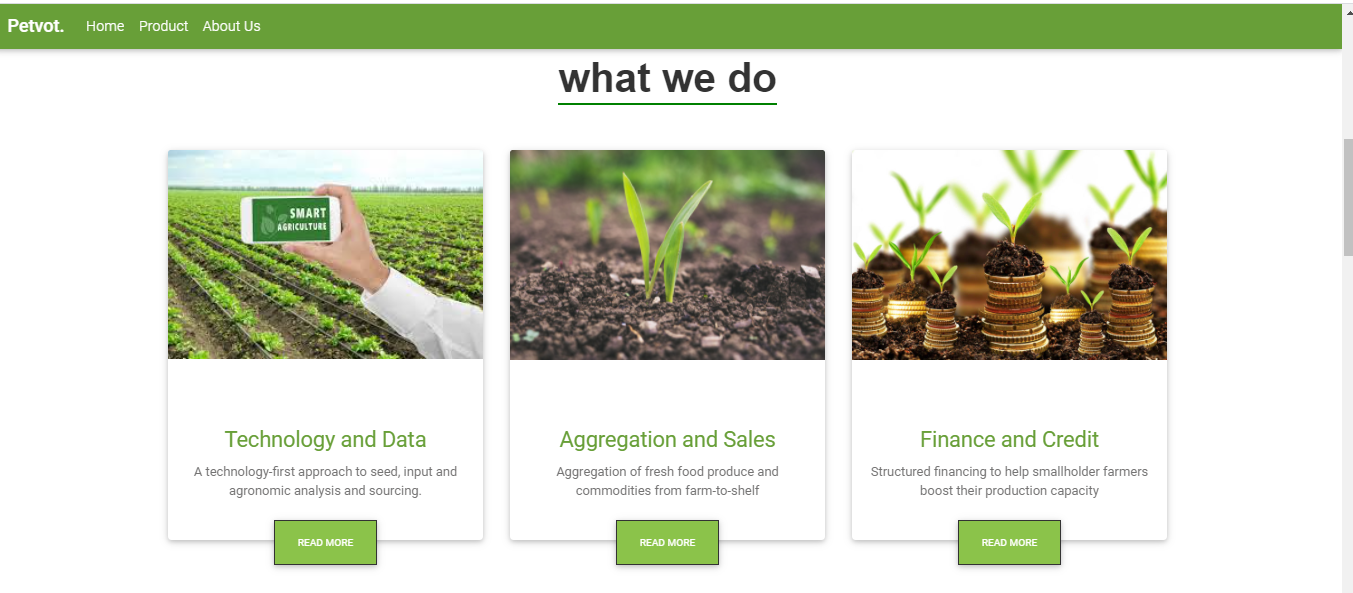 Petvot. Home Product About Us
what we do
SMART
AGRICULTURE
Technology and Data
A technology-first approach to seed, input and
agronomic analysis and sourcing.
READ MORE
Aggregation and Sales
Aggregation of fresh food produce and
commodities from farm-to-shelf
READ MORE
Finance and Credit
Structured financing to help smallholder farmers
boost their production capacity
READ MORE